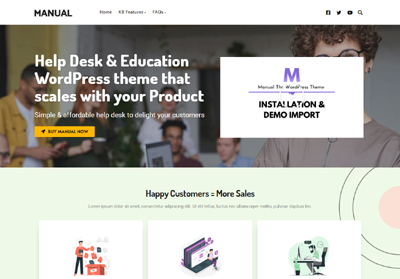 MANUAL
Home KB Features FAQs
Help Desk & Education
WordPress theme that
scales with your Product
Simple & affordable help desk to delight your customers
BUY MANUAL NOW
M
Manual The WordPress Theme
INSTALLATION &
DEMO IMPORT
Happy Customers = More Sales
Lorem ipsum dolor sit amet, consectetur adipiscing elit. Ut elit tellus, luctus nec ullamcorper mattis, pulvinar dapibus leo.